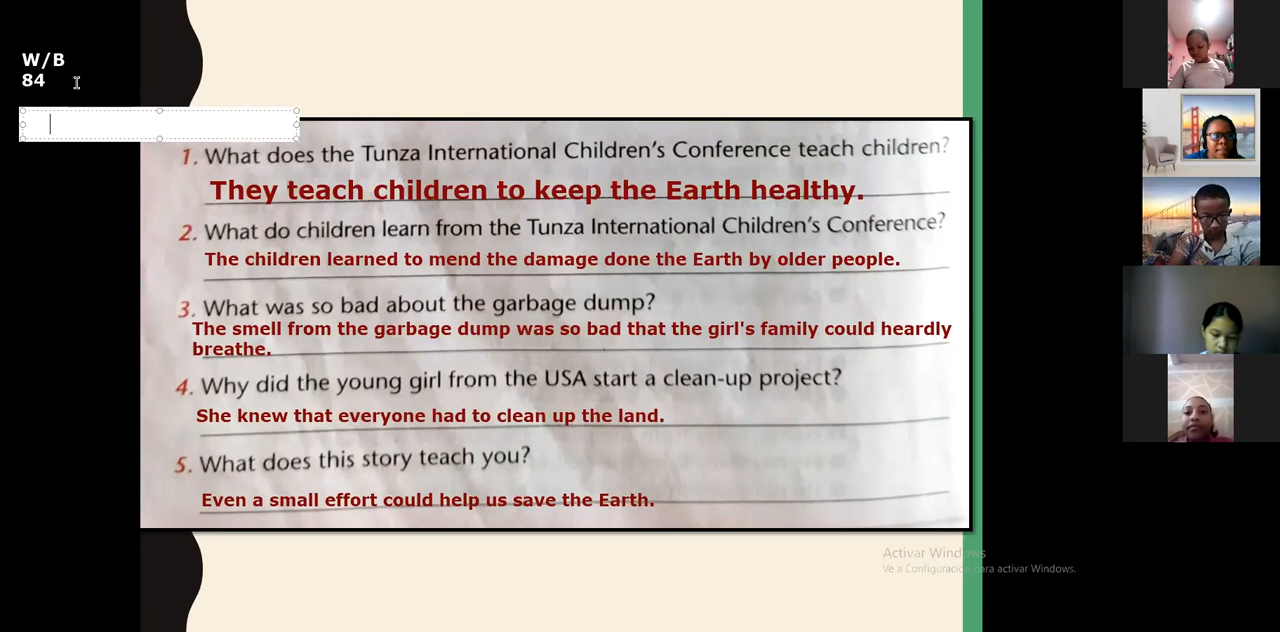 W/B
84
1. What does the Tunza International Children's Conference teach children?
They teach children to keep the Earth healthy.
2. What do children learn from the Tunza International Children's Conference?
The children learned to mend the damage done the Earth by older people.
3. What was so bad about the garbage dump?
The smell from the garbage dump was so bad that the girl's family could heardly
breathe.
4. Why did the young girl from the USA start a clean-up project?
She knew that everyone had to clean up the land.
5. What does this story teach you?
Even a small effort could help us save the Earth.
Activar Windows
Ve a Configuración para activar Windows.